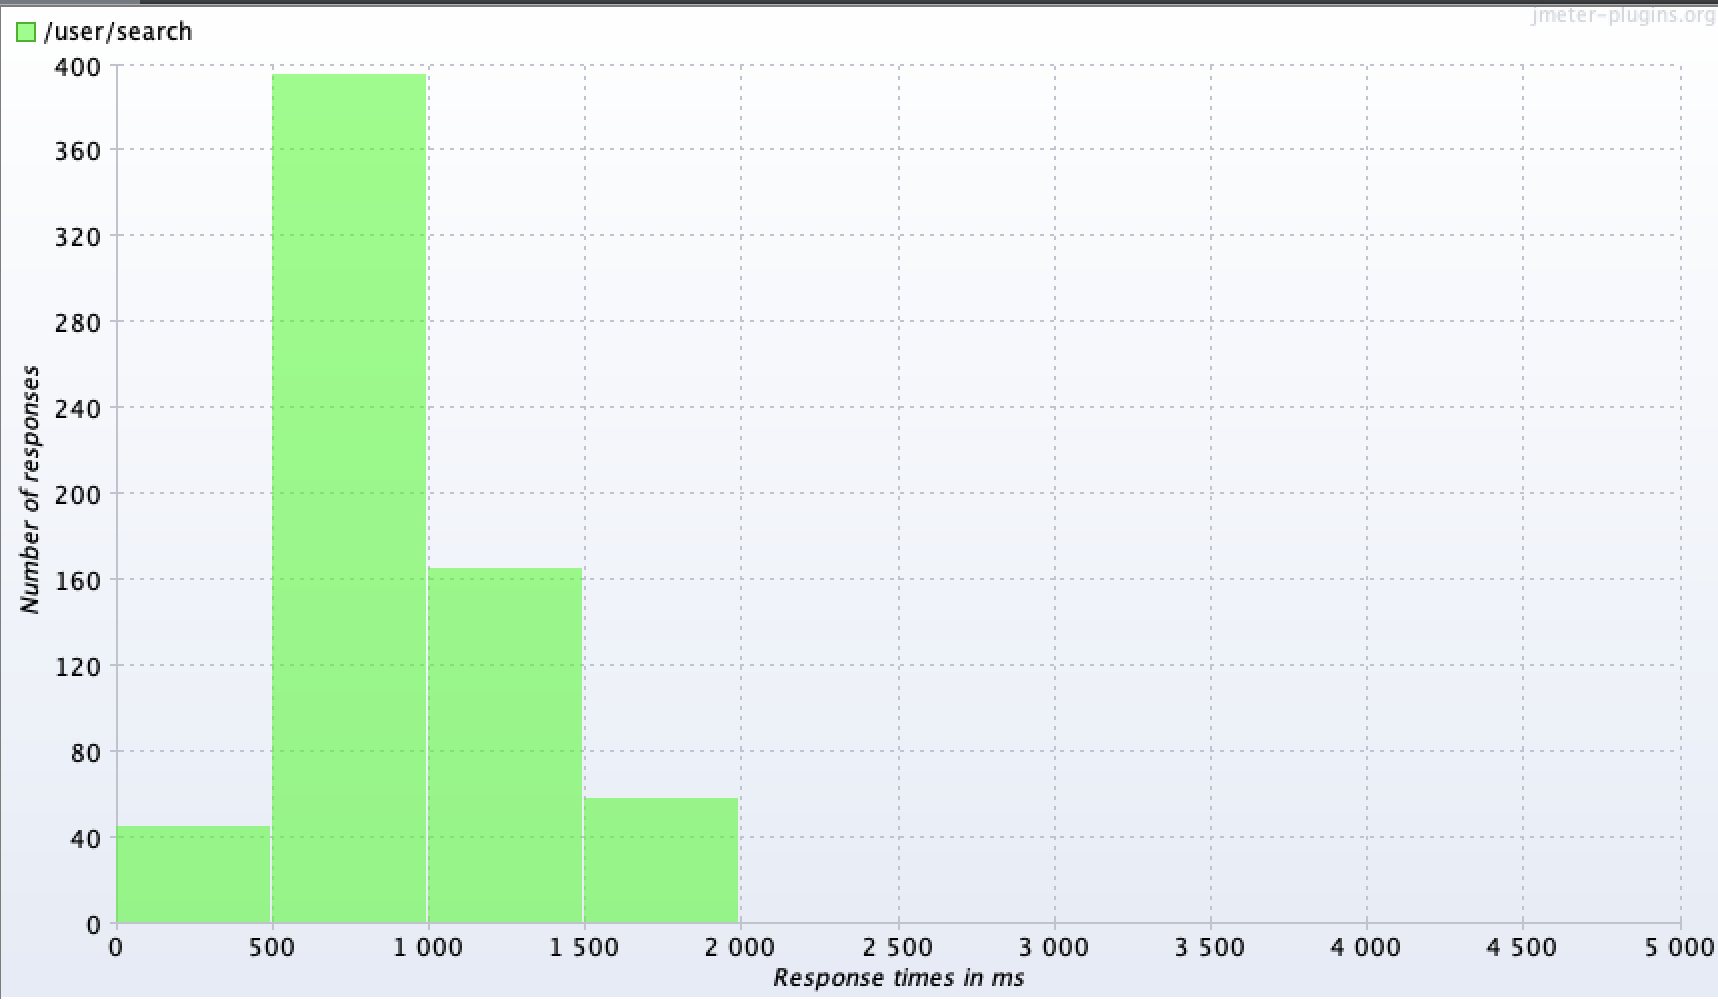 jmeter-plugins.org
/user/search
400
360
320
280
240
200
160
120
80
40
0
Number of responses
0 500 1 000 1 500 2 000 2 500 3 000 3 500 4 000 4 500 5 000
Response times in ms